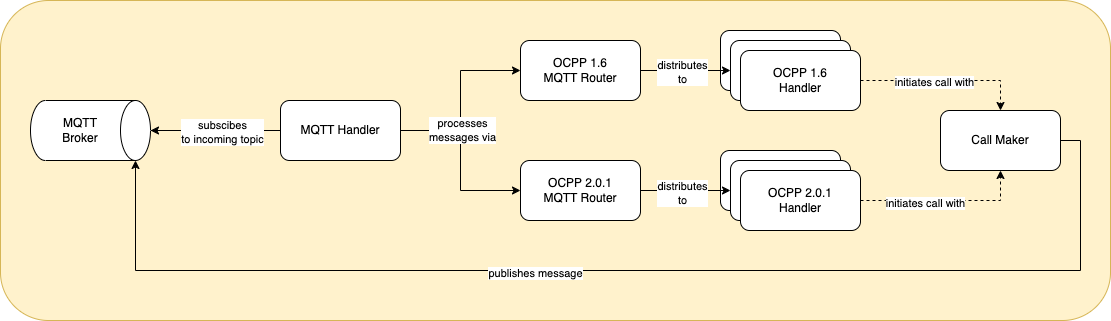 MQTT
Broker
subscibes
to incoming topic
MQTT Handler
processes
messages via
OCPP 1.6
MQTT Router
distributes
to
OCPP 1.6
Handler
initiates call with
OCPP 2.0.1
MQTT Router
distributes
to
OCPP 2.0.1
Handler
initiates call with
Call Maker
publishes message